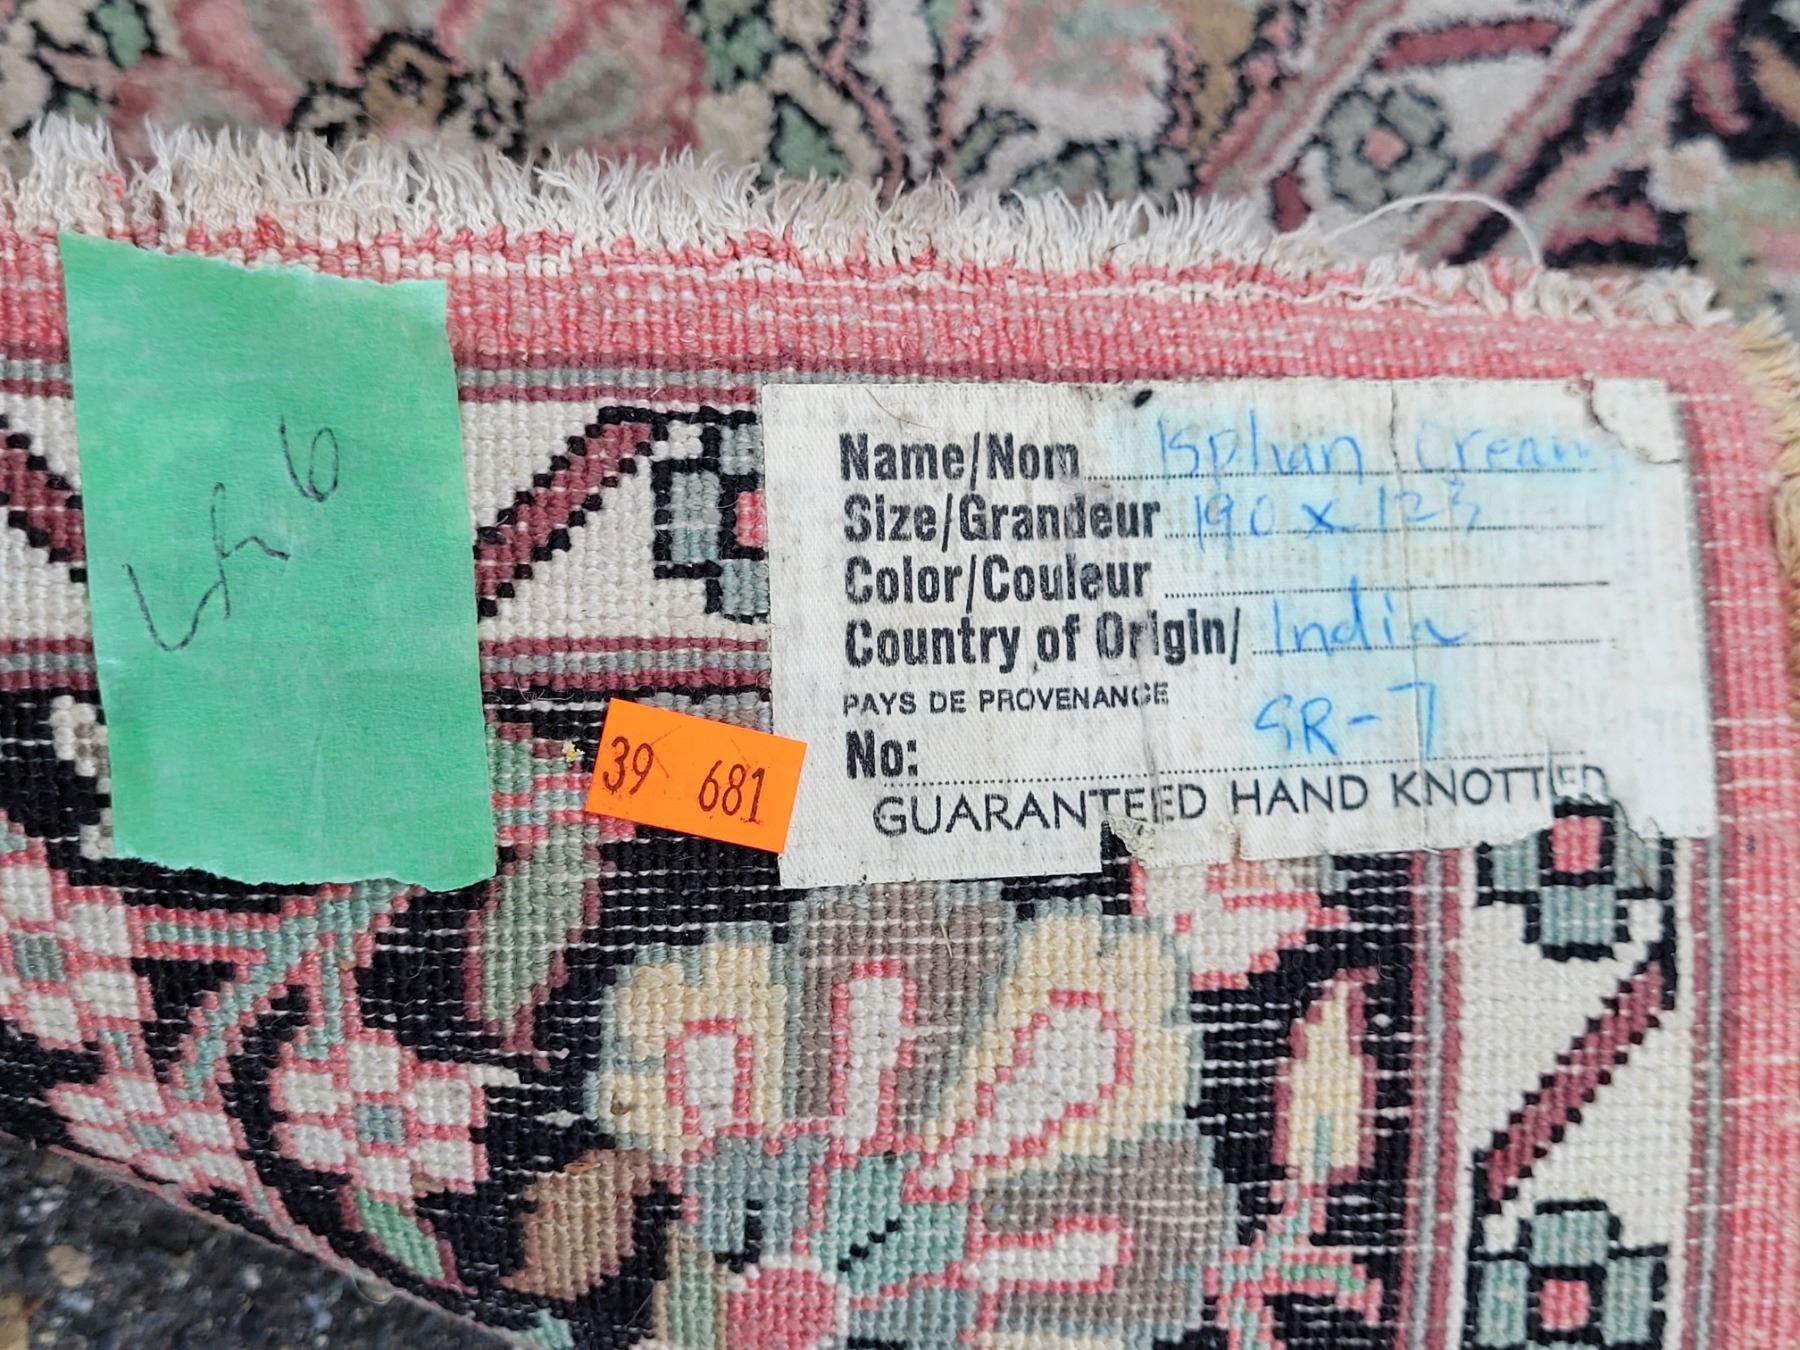 Name/Nom Isphan Cream
Size/Grandeur 190 x 123
Color/Couleur
Country of Origin/ India
PAYS DE PROVENANCE
SR-7
No:
GUARANTEED HAND KNOTTED
39 681